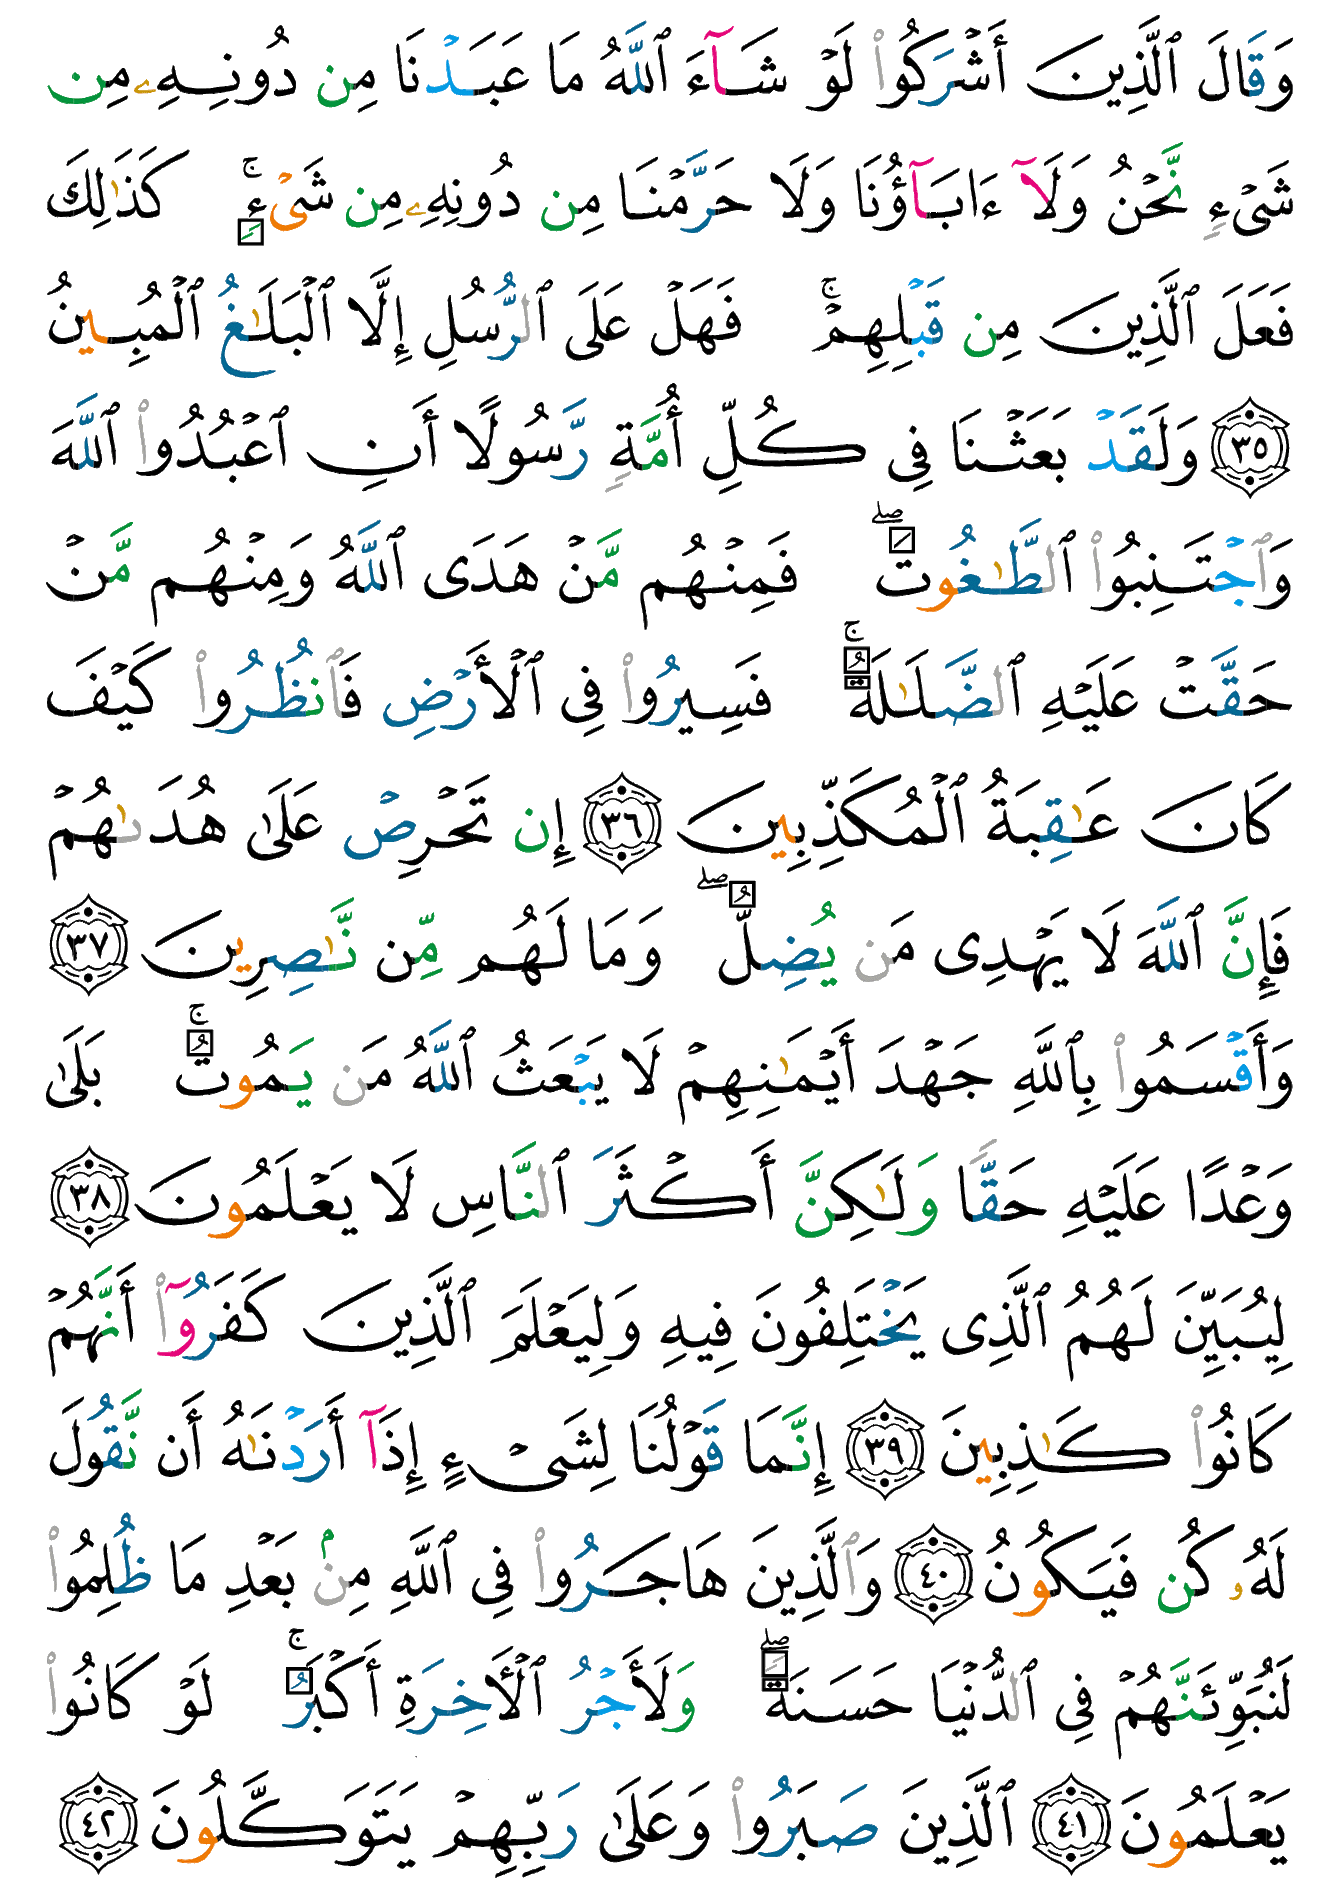 وَقَالَ ٱلَّذِينَ أَشْرَكُوا۟ لَوْ شَآءَ ٱللَّهُ مَا عَبَدْنَا مِن دُونِهِۦ مِن
شَىْءٍ نَّحْنُ وَلَآ ءَابَآؤُنَا وَلَا حَرَّمْنَا مِن دُونِهِۦ مِن شَىْءٍ ۚ كَذَٰلِكَ
فَعَلَ ٱلَّذِينَ مِن قَبْلِهِمْ ۚ فَهَلْ عَلَى ٱلرُّسُلِ إِلَّا ٱلْبَلَـٰغُ ٱلْمُبِينُ
٣٥ وَلَقَدْ بَعَثْنَا فِى كُلِّ أُمَّةٍ رَّسُولًا أَنِ ٱعْبُدُوا۟ ٱللَّهَ
وَٱجْتَنِبُوا۟ ٱلطَّـٰغُوتَ ۖ فَمِنْهُم مَّنْ هَدَى ٱللَّهُ وَمِنْهُم مَّنْ
حَقَّتْ عَلَيْهِ ٱلضَّلَـٰلَةُ ۚ فَسِيرُوا۟ فِى ٱلْأَرْضِ فَٱنظُرُوا۟ كَيْفَ
كَانَ عَـٰقِبَةُ ٱلْمُكَذِّبِينَ ٣٦ إِن تَحْرِصْ عَلَىٰ هُدَىٰهُمْ
فَإِنَّ ٱللَّهَ لَا يَهْدِى مَن يُضِلُّ ۖ وَمَا لَهُم مِّن نَّـٰصِرِينَ ٣٧
وَأَقْسَمُوا۟ بِٱللَّهِ جَهْدَ أَيْمَـٰنِهِمْ لَا يَبْعَثُ ٱللَّهُ مَن يَمُوتُ ۚ بَلَىٰ
وَعْدًا عَلَيْهِ حَقًّا وَلَـٰكِنَّ أَكْثَرَ ٱلنَّاسِ لَا يَعْلَمُونَ ٣٨
لِيُبَيِّنَ لَهُمُ ٱلَّذِى يَخْتَلِفُونَ فِيهِ وَلِيَعْلَمَ ٱلَّذِينَ كَفَرُوٓا۟ أَنَّهُمْ
كَانُوا۟ كَـٰذِبِينَ ٣٩ إِنَّمَا قَوْلُنَا لِشَىْءٍ إِذَآ أَرَدْنَـٰهُ أَن نَّقُولَ
لَهُۥ كُن فَيَكُونُ ٤٠ وَٱلَّذِينَ هَاجَرُوا۟ فِى ٱللَّهِ مِنۢ بَعْدِ مَا ظُلِمُوا۟
لَنُبَوِّئَنَّهُمْ فِى ٱلدُّنْيَا حَسَنَةً ۖ وَلَأَجْرُ ٱلْـَٔاخِرَةِ أَكْبَرُ ۚ لَوْ كَانُوا۟
يَعْلَمُونَ ٤١ ٱلَّذِينَ صَبَرُوا۟ وَعَلَىٰ رَبِّهِمْ يَتَوَكَّلُونَ ٤٢